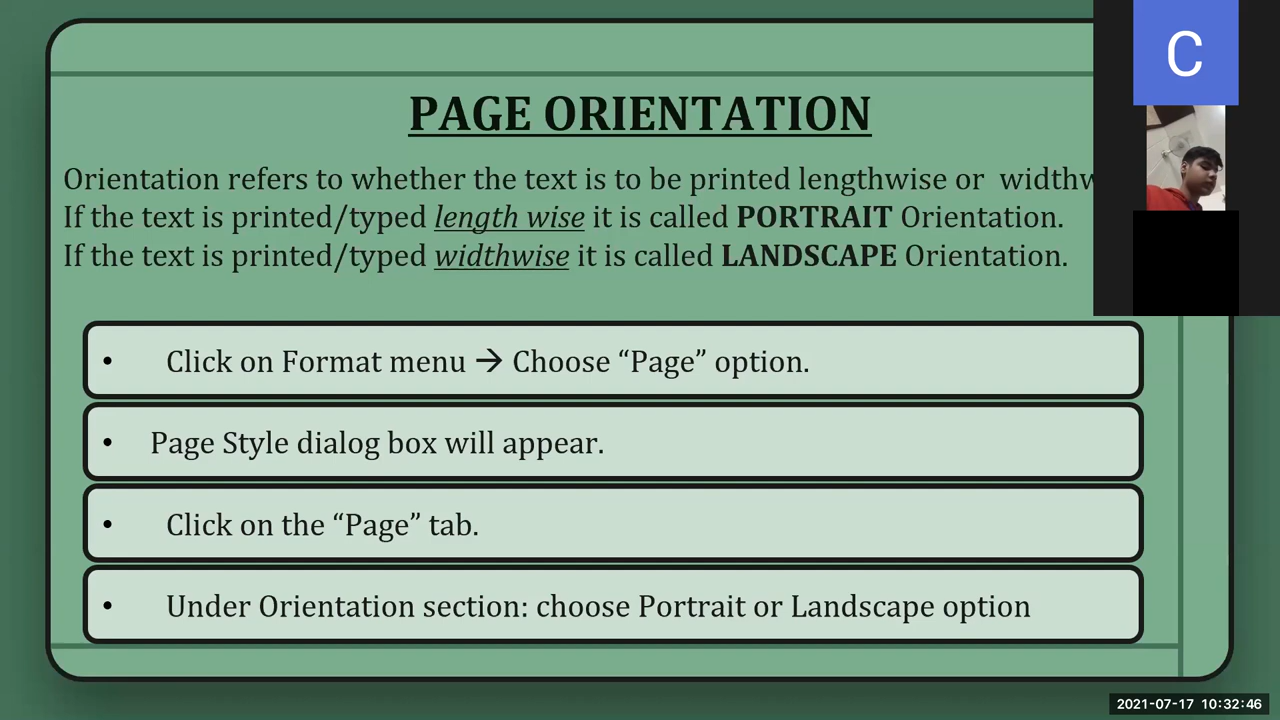 C
PAGE ORIENTATION
Orientation refers to whether the text is to be printed lengthwise or widthw
If the text is printed/typed length wise it is called PORTRAIT Orientation.
If the text is printed/typed widthwise it is called LANDSCAPE Orientation.
• Click on Format menu → Choose “Page” option.
• Page Style dialog box will appear.
• Click on the “Page” tab.
• Under Orientation section: choose Portrait or Landscape option
2021-07-17 10:32:46